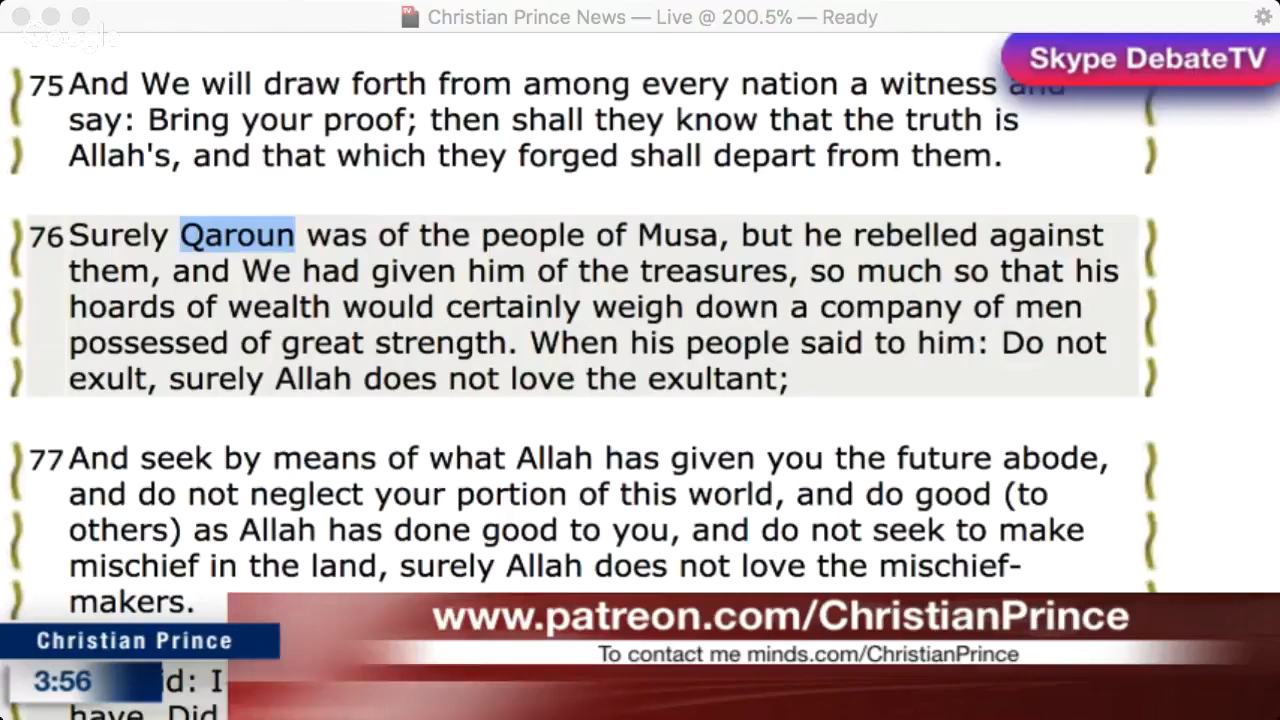 Christian Prince News — Live @ 200.5% — Ready
Google
Skype DebateTV
75 And We will draw forth from among every nation a witness and
say: Bring your proof; then shall they know that the truth is
Allah's, and that which they forged shall depart from them.
76 Surely Qaroun was of the people of Musa, but he rebelled against
them, and We had given him of the treasures, so much so that his
hoards of wealth would certainly weigh down a company of men
possessed of great strength. When his people said to him: Do not
exult, surely Allah does not love the exultant;
77 And seek by means of what Allah has given you the future abode,
and do not neglect your portion of this world, and do good (to
others) as Allah has done good to you, and do not seek to make
mischief in the land, surely Allah does not love the mischief-
makers.
www.patreon.com/ChristianPrince
Christian Prince
To contact me minds.com/ChristianPrince
3:56
id: I
have. Did